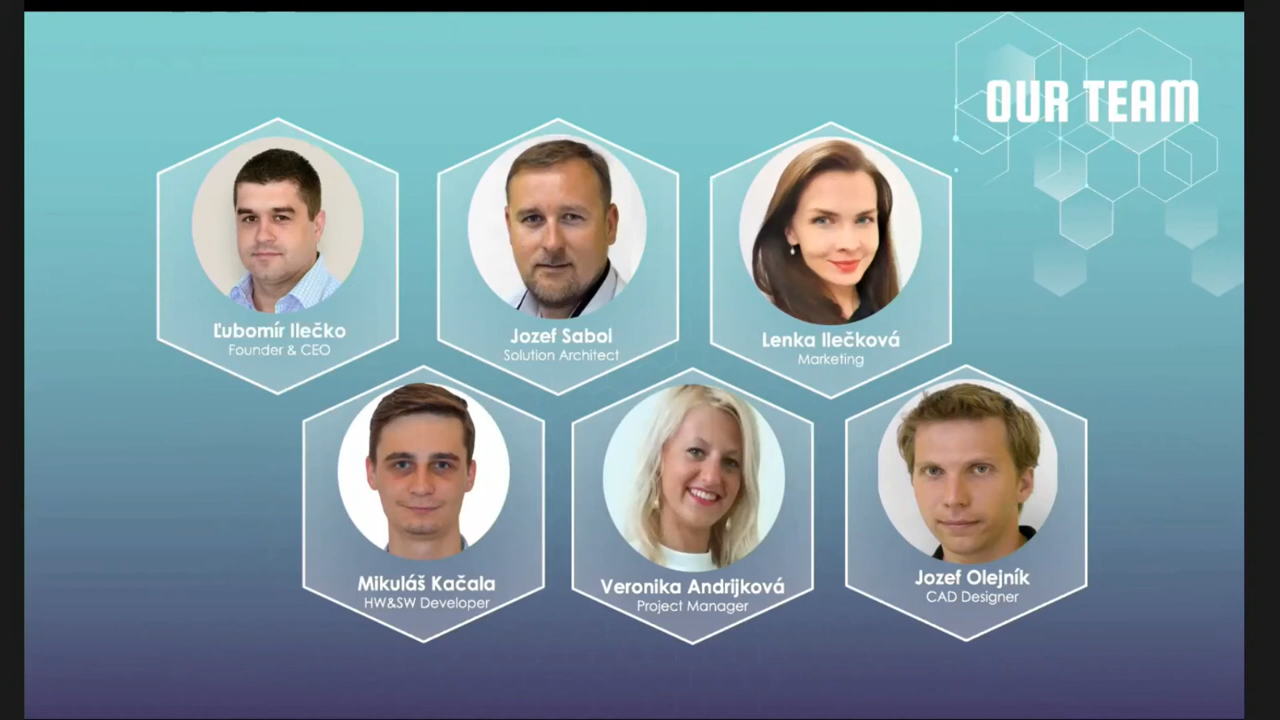 OUR TEAM
Ľubomír Ilečko
Founder & CEO
Jozef Sabol
Solution Architect
Lenka Ilečková
Marketing
Mikuláš Kačala
HW&SW Developer
Veronika Andrijková
Project Manager
Jozef Olejník
CAD Designer